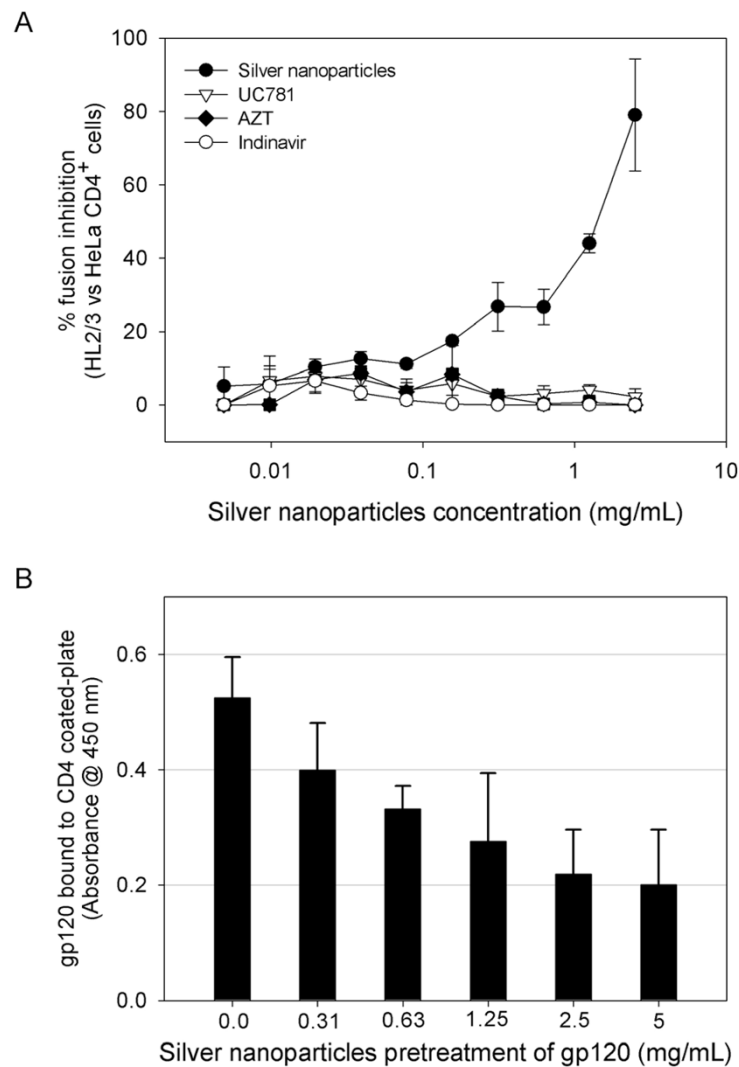 A
100
80
60
40
20
0
% fusion inhibition
(HL2/3 vs HeLa CD4+ cells)
Silver nanoparticles
UC781
AZT
Indinavir
0.01
0.1
1
10
Silver nanoparticles concentration (mg/mL)
B
0.6
0.4
0.2
0.0
gp120 bound to CD4 coated-plate
(Absorbance @ 450 nm)
0.0
0.31
0.63
1.25
2.5
5
Silver nanoparticles pretreatment of gp120 (mg/mL)